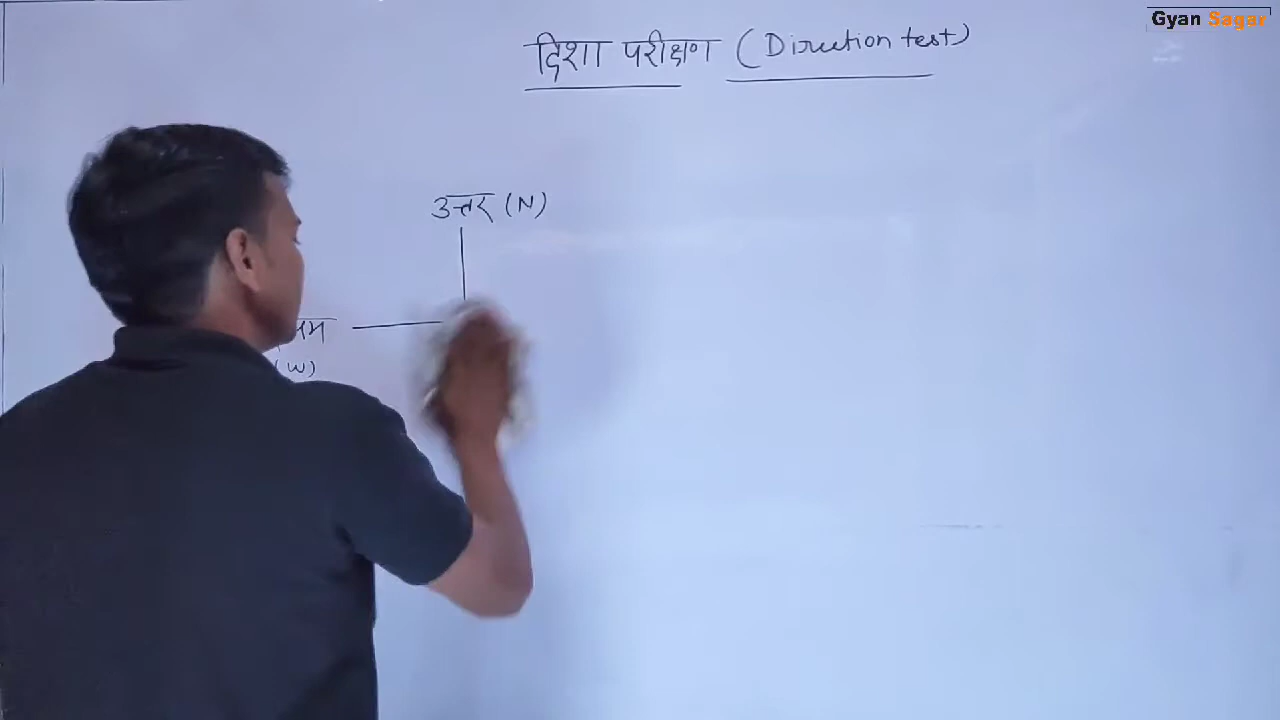 Gyan Sagar
दिशा परीक्षण (Direction test)
उत्तर (N)
(W)